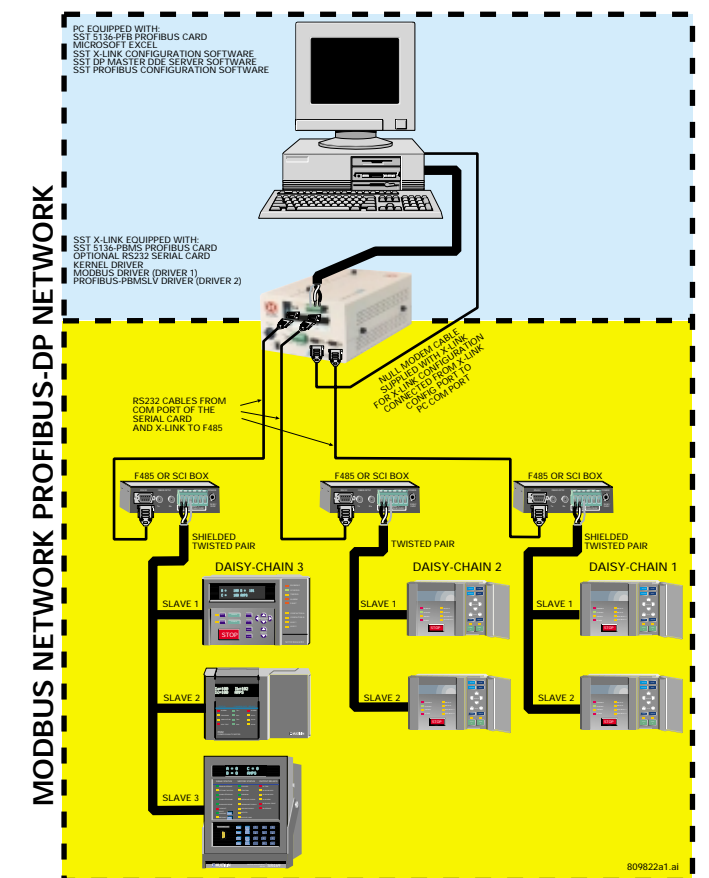 PC EQUIPPED WITH:
SST 5136-PFB PROFIBUS CARD
MICROSOFT EXCEL
SST X-LINK CONFIGURATION SOFTWARE
SST DP MASTER DDE SERVER SOFTWARE
SST PROFIBUS CONFIGURATION SOFTWARE
MODBUS NETWORK PROFIBUS-DP NETWORK
SST X-LINK EQUIPPED WITH:
SST 5136-PBMS PROFIBUS CARD
OPTIONAL RS232 SERIAL CARD
KERNEL DRIVER
MODBUS DRIVER (DRIVER 1)
PROFIBUS-PBMSLV DRIVER (DRIVER 2)
NULL MODEM CABLE
SUPPLIED WITH X-LINK
FOR X-LINK CONFIGURATION
CONNECTED FROM X-LINK
CONFIG PORT TO
PC COM PORT
RS232 CABLES FROM
COM PORT OF THE
SERIAL CARD
AND X-LINK TO F485
F485 OR SCI BOX
F485 OR SCI BOX
F485 OR SCI BOX
SHIELDED
TWISTED PAIR
TWISTED PAIR
SHIELDED
TWISTED PAIR
DAISY-CHAIN 3
DAISY-CHAIN 2
DAISY-CHAIN 1
SLAVE 1
STOP
SLAVE 1
STOP
SLAVE 1
STOP
SLAVE 2
SLAVE 2
STOP
SLAVE 2
STOP
SLAVE 3
809822a1.ai